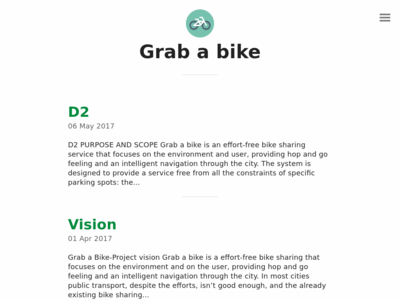 Grab a bike
D2
06 May 2017
D2 PURPOSE AND SCOPE Grab a bike is an effort-free bike sharing
service that focuses on the environment and user, providing hop and go
feeling and an intelligent navigation through the city. The system is
designed to provide a service free from all the constraints of specific
parking spots: the…
Vision
01 Apr 2017
Grab a Bike-Project vision Grab a bike is a effort-free bike sharing that
focuses on the environment and on the user, providing hop and go
feeling and an intelligent navigation through the city. In most cities
public transport, despite the efforts, isn’t good enough, and the already
existing bike sharing…